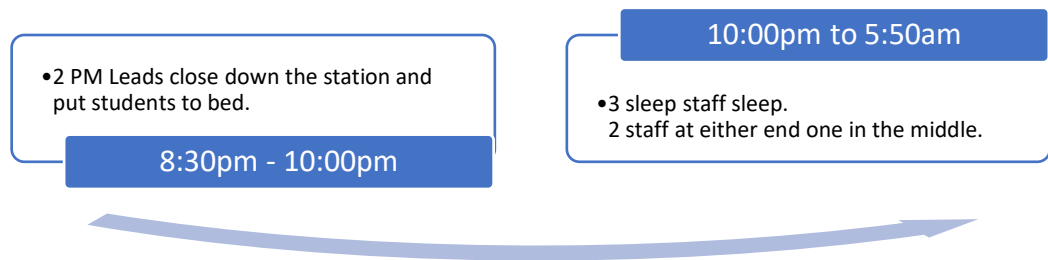 •2 PM Leads close down the station and
put students to bed.
8:30pm - 10:00pm
10:00pm to 5:50am
•3 sleep staff sleep.
2 staff at either end one in the middle.